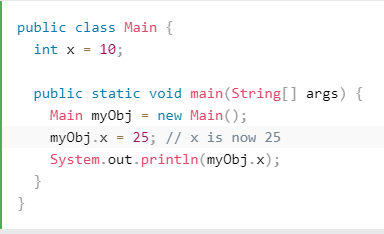 public class Main {
  int x = 10;

  public static void main(String[] args) {
    Main myObj = new Main();
    myObj.x = 25; // x is now 25
    System.out.println(myObj.x);
  }
}